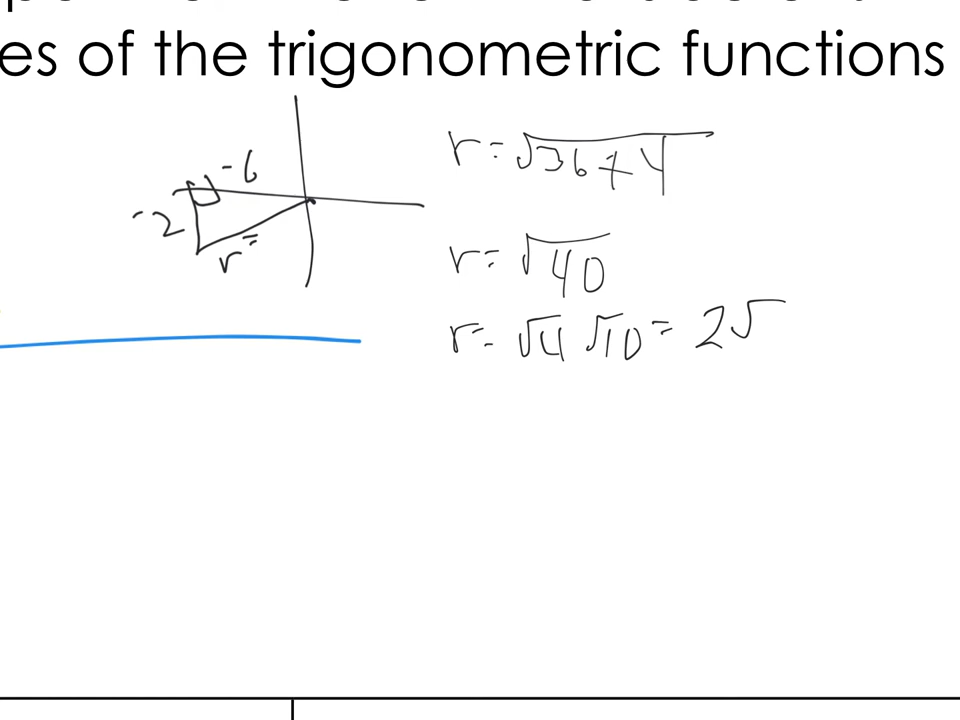 es of the trigonometric functions
-6
-2
r=
r=√36+4
r=√40
r=√4 √10=2√